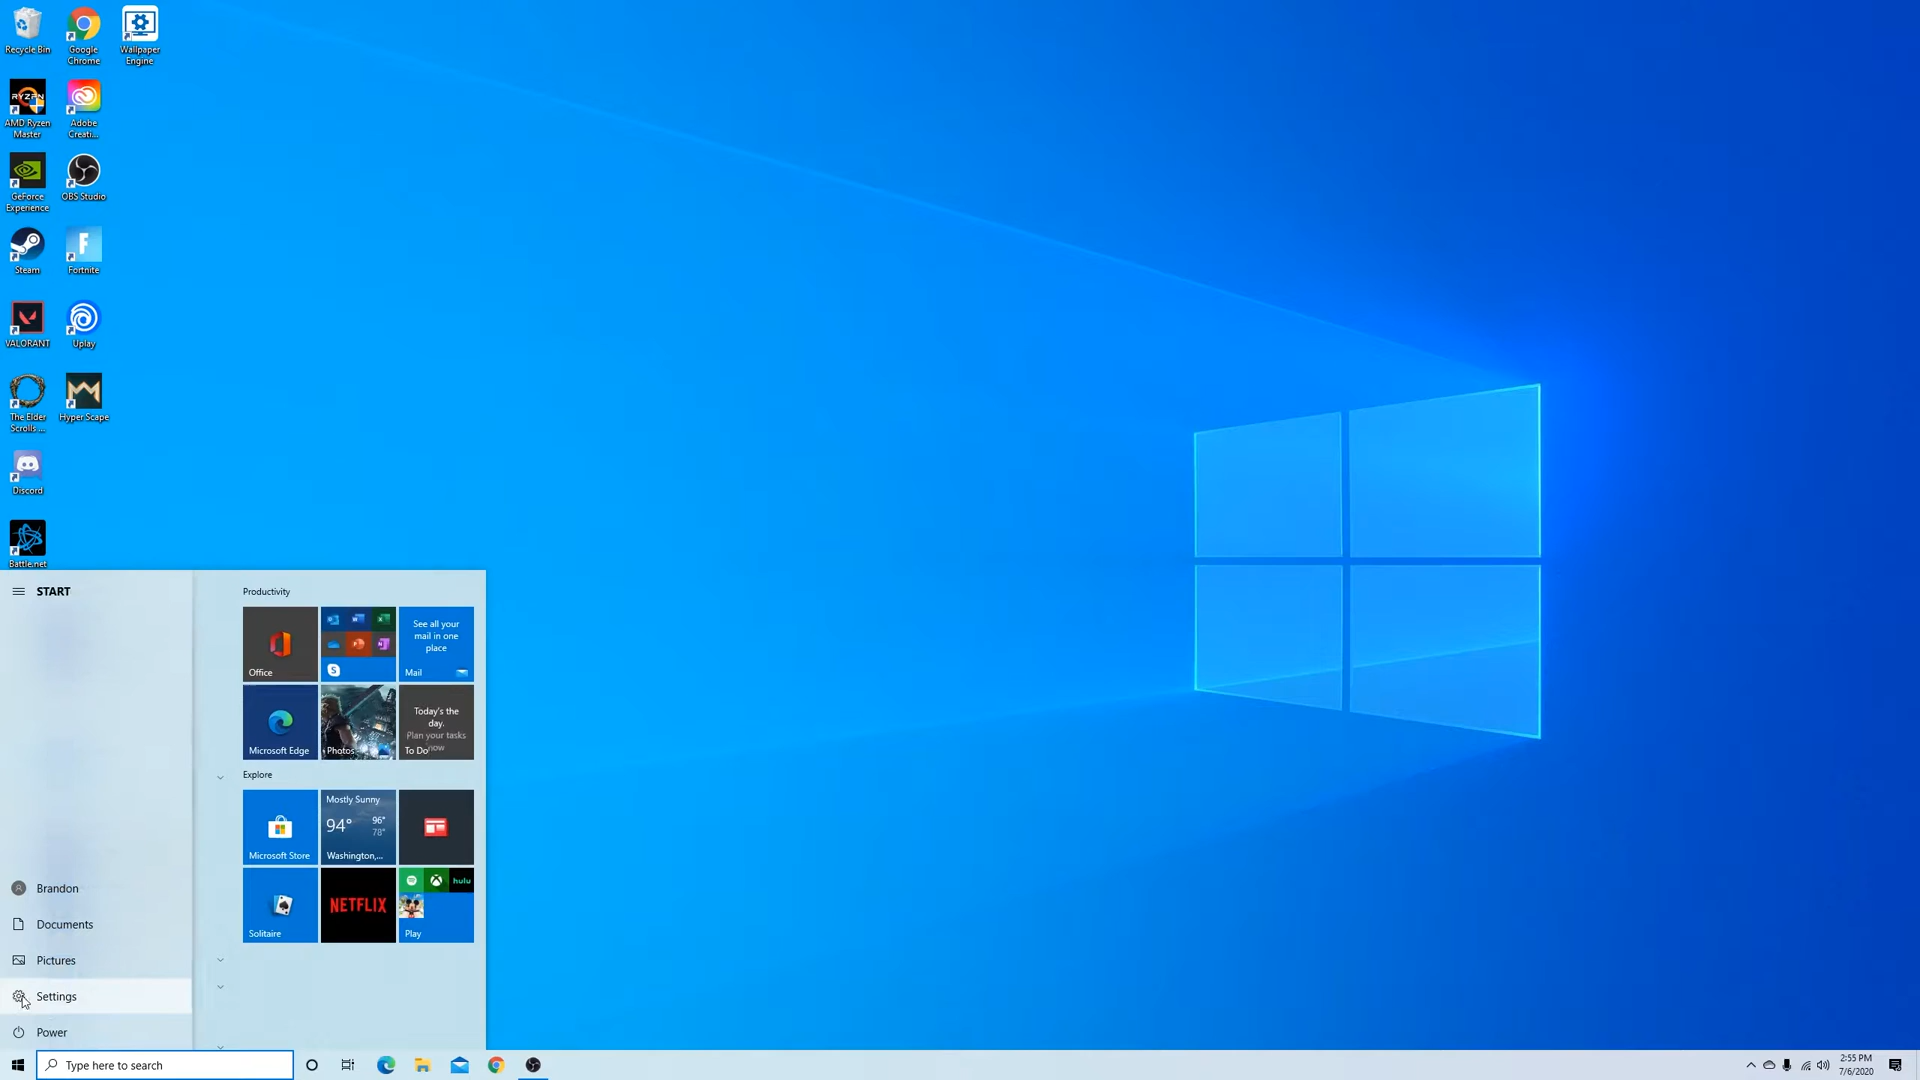 Recycle Bin
Google
Chrome
Wallpaper
Engine
RYZEN
AMD Ryzen
Master
Adobe
Creati...
GeForce
Experience
OBS Studio
Steam
F
Fortnite
VALORANT
Uplay
The Elder
Scrolls ...
Hyper Scape
Discord
Battle.net
START
Brandon
Documents
Pictures
Settings
Power
Productivity
Office
See all your
mail in one
place
Mail
Microsoft Edge
Photos
Today's the
day.
Plan your tasks
now
To Do
Explore
Microsoft Store
Mostly Sunny
94° 96°
78°
Washington,...
Solitaire
NETFLIX
hulu
Play
Type here to search
2:55 PM
7/6/2020